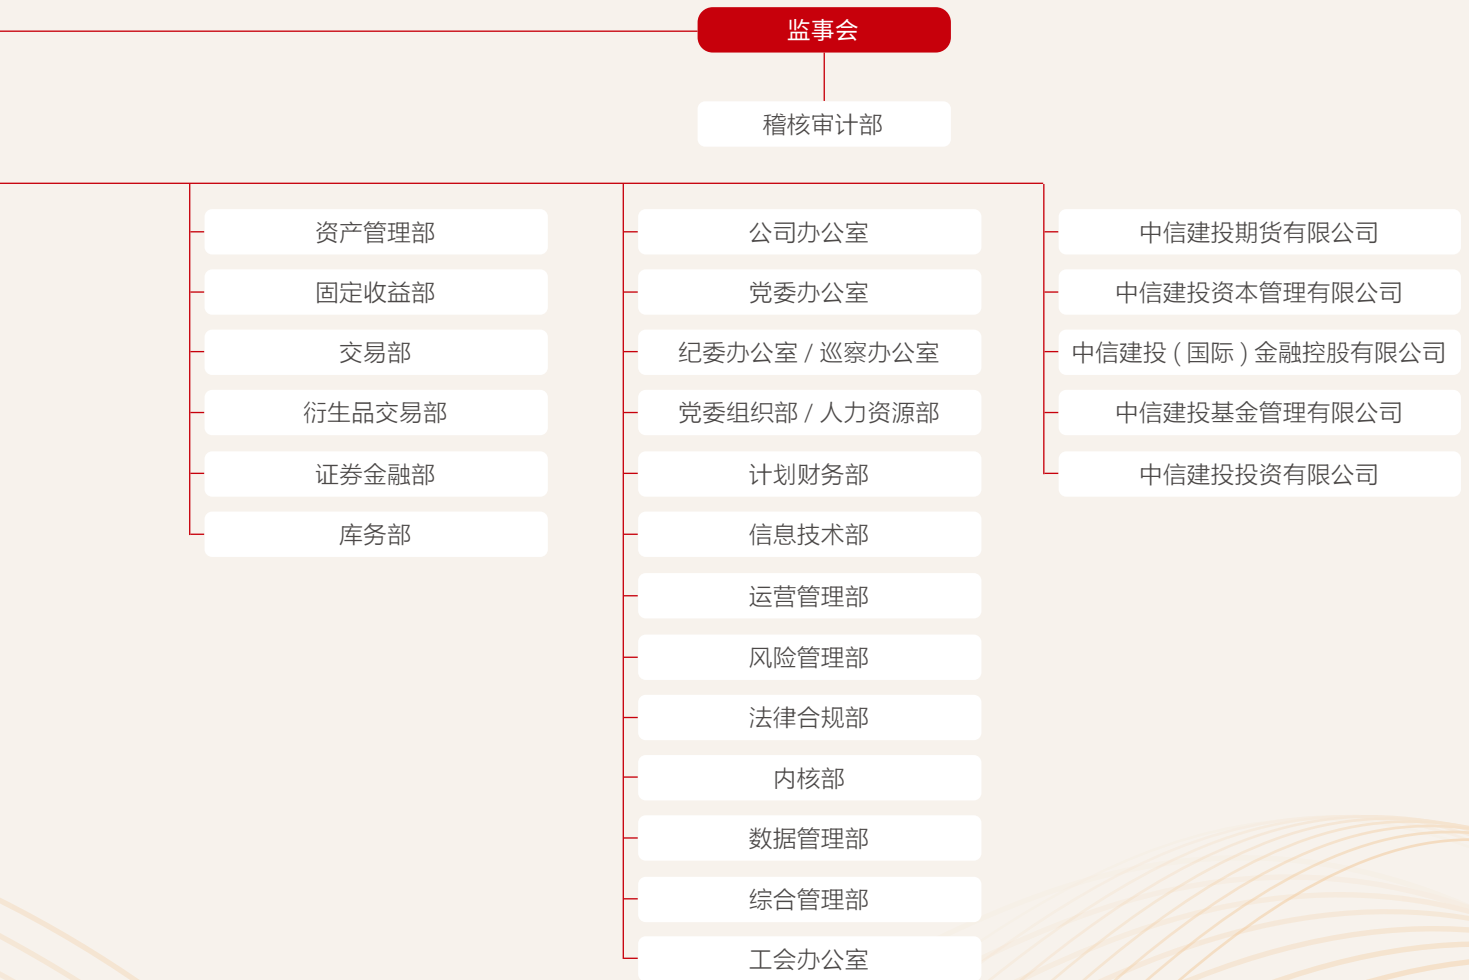 监事会
稽核审计部
资产管理部
固定收益部
交易部
衍生品交易部
证券金融部
库务部
公司办公室
党委办公室
纪委办公室 / 巡察办公室
党委组织部 / 人力资源部
计划财务部
信息技术部
运营管理部
风险管理部
法律合规部
内核部
数据管理部
综合管理部
工会办公室
中信建投期货有限公司
中信建投资本管理有限公司
中信建投 ( 国际 ) 金融控股有限公司
中信建投基金管理有限公司
中信建投投资有限公司